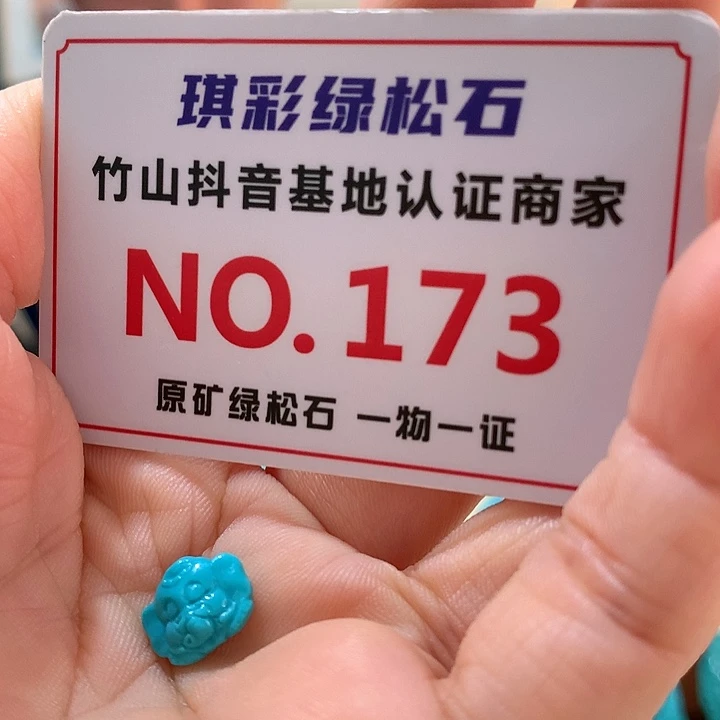 琪彩绿松石
竹山抖音基地认证商家
NO.173
原矿绿松石 一物一证